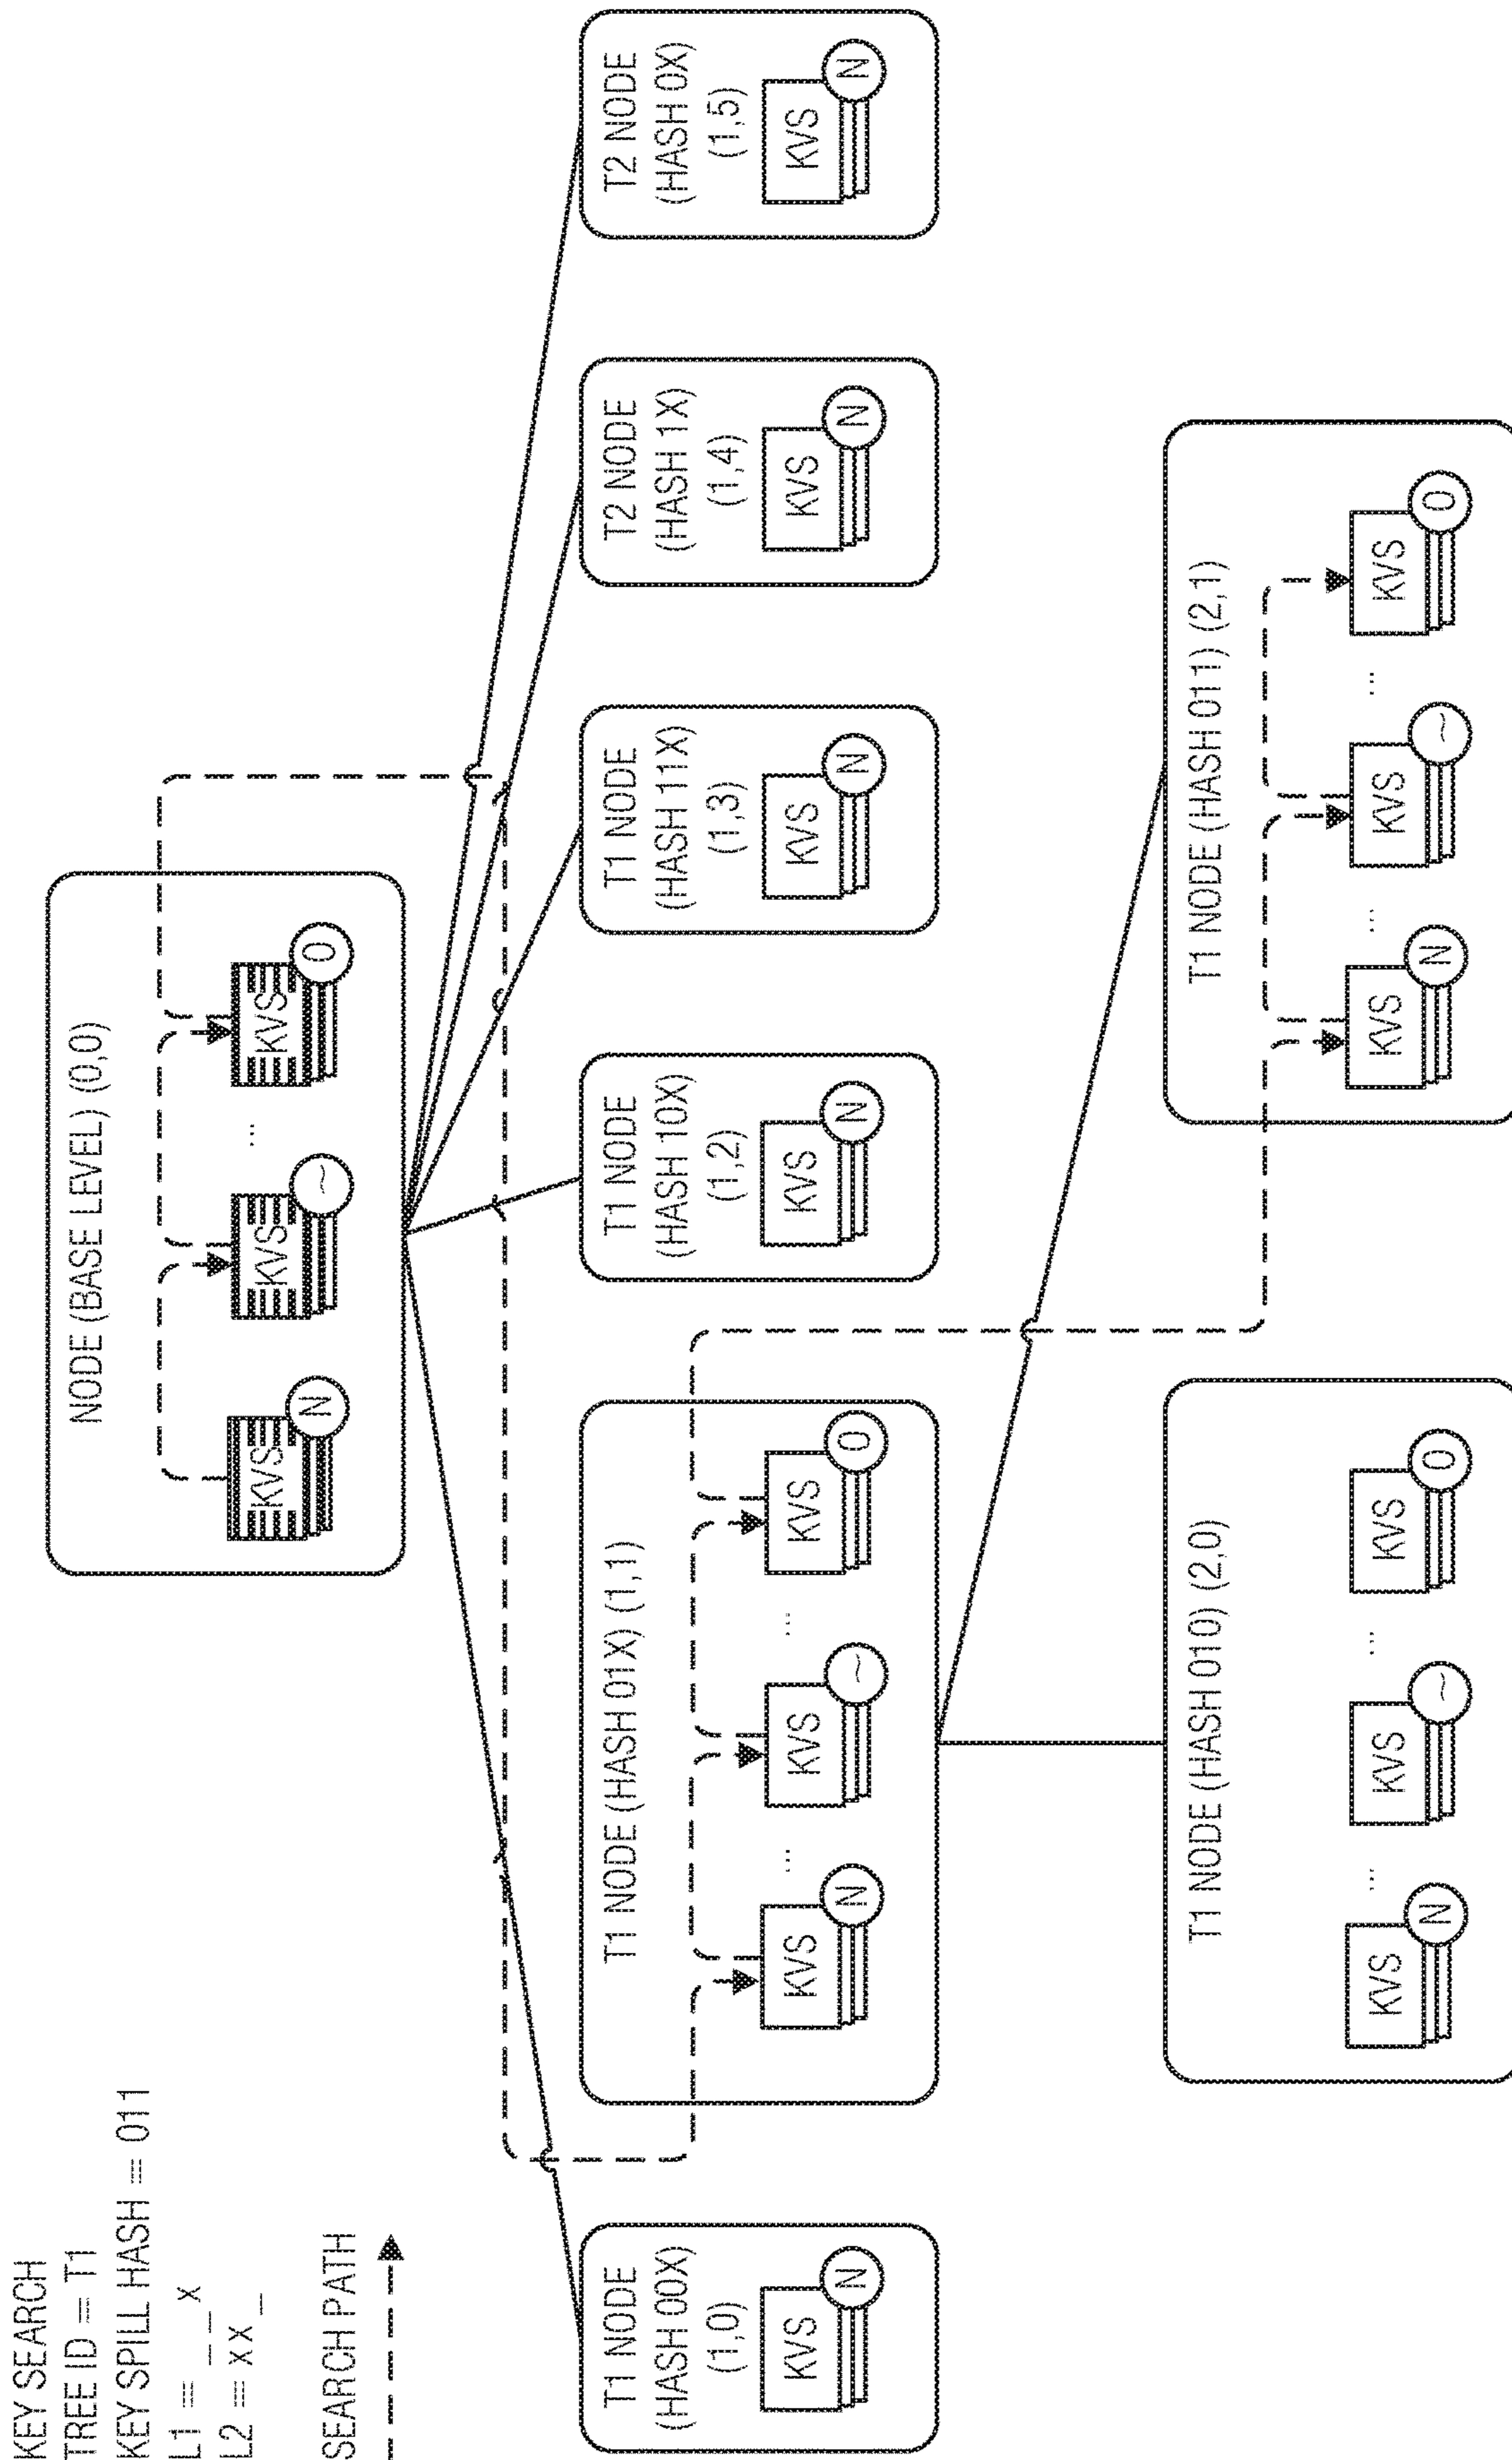 KEY SEARCH
TREE ID = T1
KEY SPILL HASH = 011
L1 = _ _ X
L2 = X X _
SEARCH PATH
NODE (BASE LEVEL) (0,0)
KVS N
KVS ~
...
KVS O
T1 NODE
(HASH 00X)
(1,0)
KVS N
T1 NODE (HASH 01X) (1,1)
KVS N
...
KVS ~
...
KVS O
T1 NODE
(HASH 10X)
(1,2)
KVS N
T1 NODE
(HASH 11X)
(1,3)
KVS N
T2 NODE
(HASH 1X)
(1,4)
KVS N
T2 NODE
(HASH 0X)
(1,5)
KVS N
T1 NODE (HASH 010) (2,0)
KVS N
...
KVS ~
...
KVS O
T1 NODE (HASH 011) (2,1)
KVS N
...
KVS ~
...
KVS O